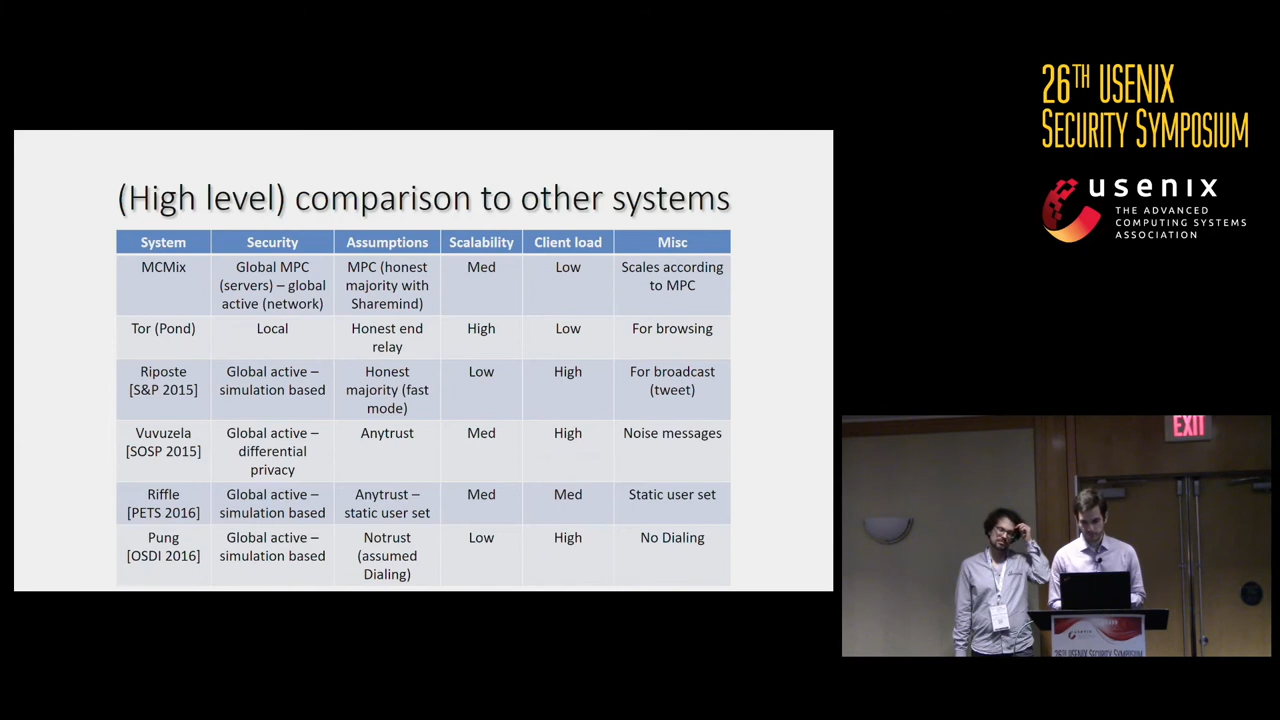 26TH USENIX
SECURITY SYMPOSIUM
usenix
THE ADVANCED
COMPUTING SYSTEMS
ASSOCIATION
(High level) comparison to other systems
System Security Assumptions Scalability Client load Misc
MCMix Global MPC (servers) – global active (network) MPC (honest majority with Sharemind) Med Low Scales according to MPC
Tor (Pond) Local Honest end relay High Low For browsing
Riposte [S&P 2015] Global active – simulation based Honest majority (fast mode) Low High For broadcast (tweet)
Vuvuzela [SOSP 2015] Global active – differential privacy Anytrust Med High Noise messages
Riffle [PETS 2016] Global active – simulation based Anytrust – static user set Med Med Static user set
Pung [OSDI 2016] Global active – simulation based Notrust (assumed Dialing) Low High No Dialing
EXIT
usenix
26TH USENIX SECURITY SYMPOSIUM